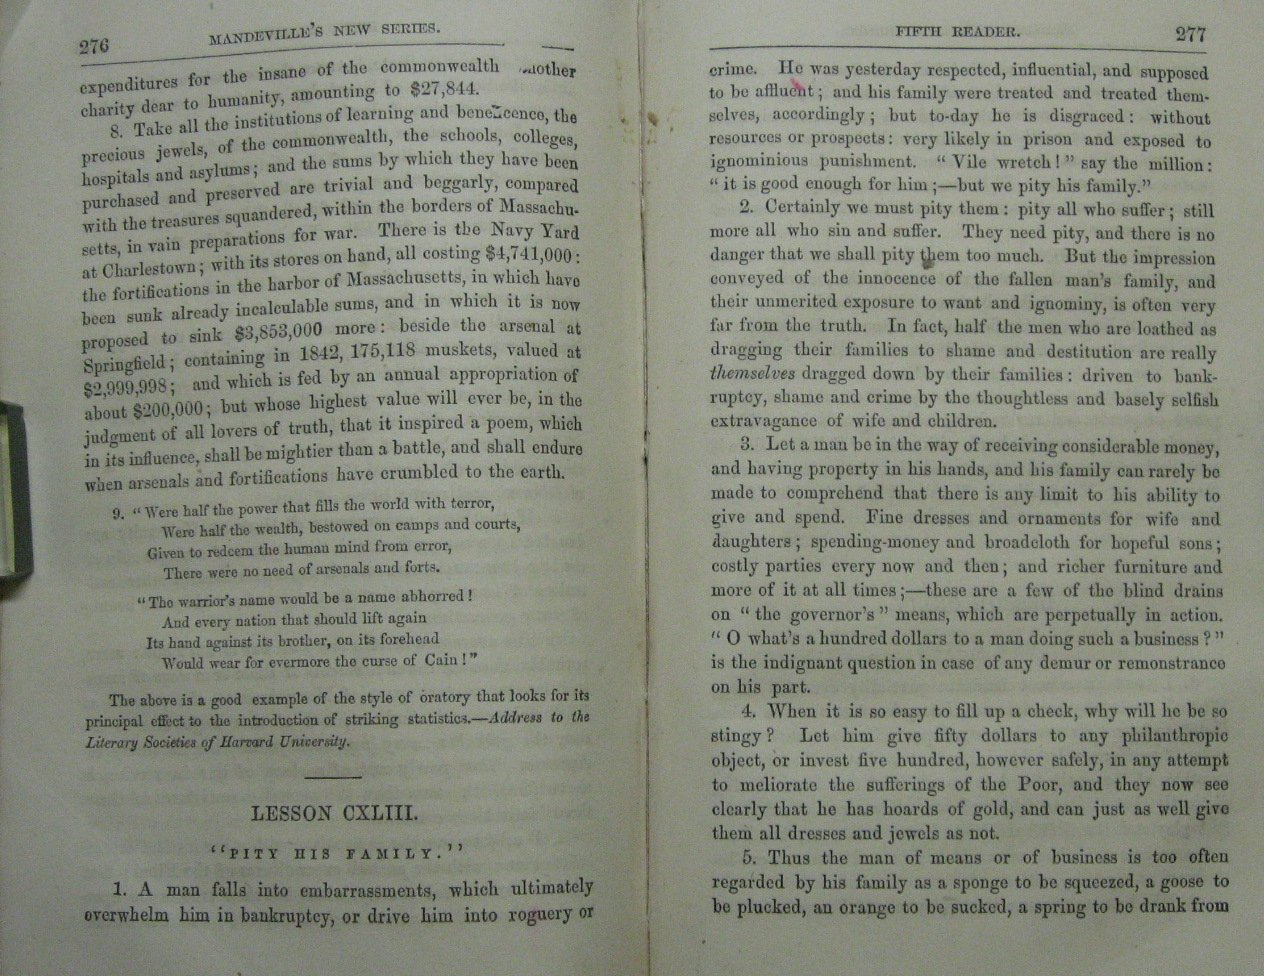 276 MANDEVILLE'S NEW SERIES.
expenditures for the insane of the commonwealth another
charity dear to humanity, amounting to $27,844.
8. Take all the institutions of learning and beneficence, the
precious jewels, of the commonwealth, the schools, colleges,
hospitals and asylums; and the sums by which they have been
purchased and preserved are trivial and beggarly, compared
with the treasures squandered, within the borders of Massachu-
setts, in vain preparations for war. There is the Navy Yard
at Charlestown; with its stores on hand, all costing $4,741,000:
the fortifications in the harbor of Massachusetts, in which have
been sunk already incalculable sums, and in which it is now
proposed to sink $3,853,000 more: beside the arsenal at
Springfield; containing in 1842, 175,118 muskets, valued at
$2,999,998; and which is fed by an annual appropriation of
about $200,000; but whose highest value will ever be, in the
judgment of all lovers of truth, that it inspired a poem, which
in its influence, shall be mightier than a battle, and shall endure
when arsenals and fortifications have crumbled to the earth.
9. "Were half the power that fills the world with terror,
Were half the wealth, bestowed on camps and courts,
Given to redeem the human mind from error,
There were no need of arsenals and forts.
"The warrior's name would be a name abhorred!
And every nation that should lift again
Its hand against its brother, on its forehead
Would wear for evermore the curse of Cain!"
The above is a good example of the style of oratory that looks for its
principal effect to the introduction of striking statistics.—Address to the
Literary Societies of Harvard University.
LESSON CXLIII.
"PITY HIS FAMILY."
1. A man falls into embarrassments, which ultimately
overwhelm him in bankruptcy, or drive him into roguery or
FIFTH READER. 277
crime. He was yesterday respected, influential, and supposed
to be affluent; and his family were treated and treated them-
selves, accordingly; but to-day he is disgraced: without
resources or prospects: very likely in prison and exposed to
ignominious punishment. "Vile wretch!" say the million:
"it is good enough for him;—but we pity his family."
2. Certainly we must pity them: pity all who suffer; still
more all who sin and suffer. They need pity, and there is no
danger that we shall pity them too much. But the impression
conveyed of the innocence of the fallen man's family, and
their unmerited exposure to want and ignominy, is often very
far from the truth. In fact, half the men who are loathed as
dragging their families to shame and destitution are really
themselves dragged down by their families: driven to bank-
ruptcy, shame and crime by the thoughtless and basely selfish
extravagance of wife and children.
3. Let a man be in the way of receiving considerable money,
and having property in his hands, and his family can rarely be
made to comprehend that there is any limit to his ability to
give and spend. Fine dresses and ornaments for wife and
daughters; spending-money and broadcloth for hopeful sons;
costly parties every now and then; and richer furniture and
more of it at all times;—these are a few of the blind drains
on "the governor's" means, which are perpetually in action.
"O what's a hundred dollars to a man doing such a business?"
is the indignant question in case of any demur or remonstrance
on his part.
4. When it is so easy to fill up a check, why will he be so
stingy? Let him give fifty dollars to any philanthropic
object, or invest five hundred, however safely, in any attempt
to meliorate the sufferings of the Poor, and they now see
clearly that he has hoards of gold, and can just as well give
them all dresses and jewels as not.
5. Thus the man of means or of business is too often
regarded by his family as a sponge to be squeezed, a goose to
be plucked, an orange to be sucked, a spring to be drank from